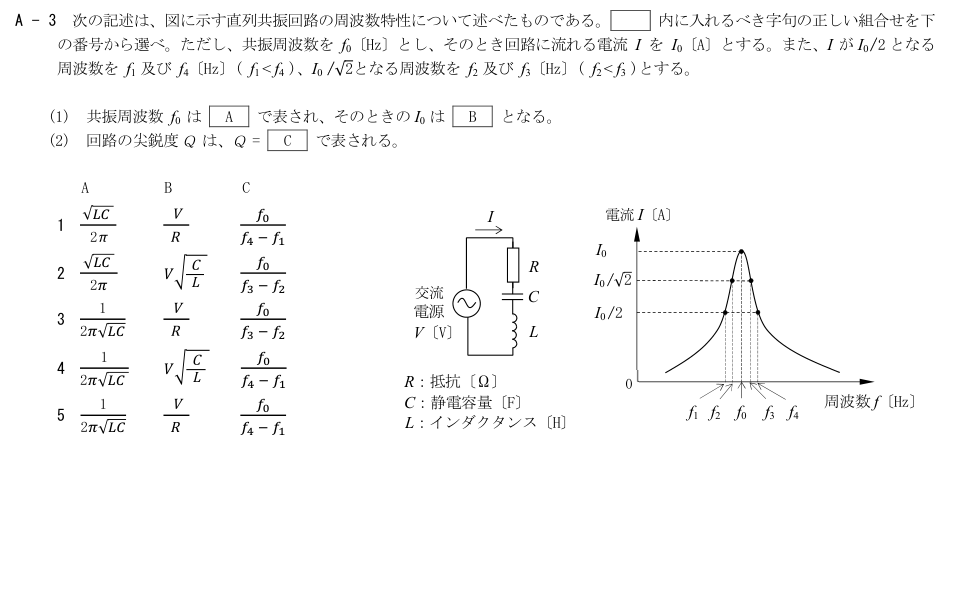 A - 3 次の記述は、図に示す直列共振回路の周波数特性について述べたものである。 内に入れるべき字句の正しい組合せを下
の番号から選べ。ただし、共振周波数を f₀〔Hz〕とし、そのとき回路に流れる電流 I を I₀〔A〕とする。また、I が I₀/2 となる
周波数を f₁ 及び f₄〔Hz〕( f₁<f₄ )、I₀ /√2となる周波数を f₂ 及び f₃〔Hz〕( f₂<f₃ )とする。
(1) 共振周波数 f₀ は A で表され、そのときの I₀ は B となる。
(2) 回路の尖鋭度 Q は、Q = C で表される。
A B C
1 √LC/2π V/R f₀/(f₄ − f₁)
2 √LC/2π V√(C/L) f₀/(f₃ − f₂)
3 1/(2π√LC) V/R f₀/(f₃ − f₂)
4 1/(2π√LC) V√(C/L) f₀/(f₄ − f₁)
5 1/(2π√LC) V/R f₀/(f₄ − f₁)
I
R
C
L
交流
電源
V〔V〕
R：抵抗〔Ω〕
C：静電容量〔F〕
L：インダクタンス〔H〕
電流 I〔A〕
I₀
I₀/√2
I₀/2
0
f₁ f₂ f₀ f₃ f₄
周波数 f〔Hz〕